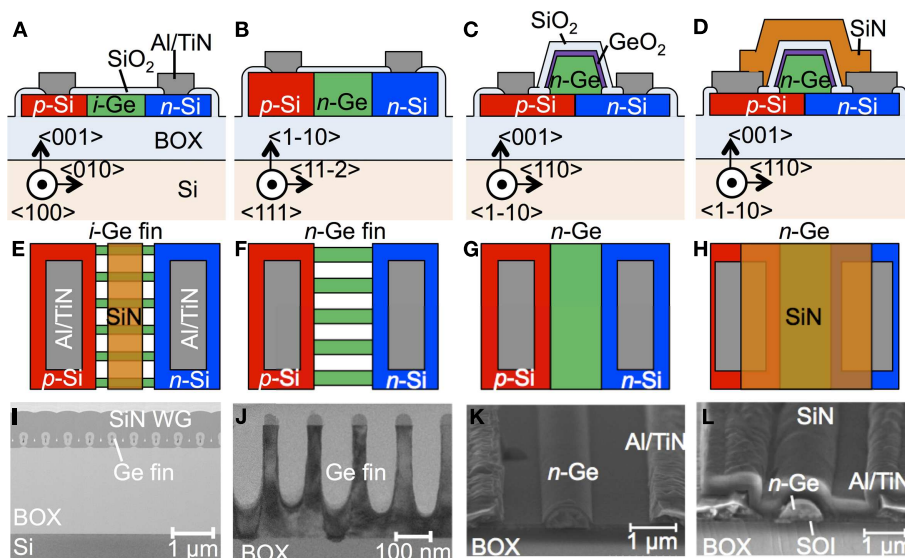 A
SiO2
Al/TiN
p-Si
i-Ge
n-Si
BOX
<001>
<010>
<100>
Si
B
p-Si
n-Ge
n-Si
<1-10>
<11-2>
<111>
C
SiO2
GeO2
n-Ge
p-Si
n-Si
<001>
<110>
<1-10>
D
SiN
n-Ge
p-Si
n-Si
<001>
<110>
<1-10>
E
i-Ge fin
Al/TiN
SiN
Al/TiN
p-Si
n-Si
F
n-Ge fin
p-Si
n-Si
G
n-Ge
p-Si
n-Si
H
n-Ge
SiN
p-Si
n-Si
I
SiN WG
Ge fin
BOX
Si
1 µm
J
Ge fin
BOX
100 nm
K
Al/TiN
n-Ge
BOX
1 µm
L
SiN
n-Ge
Al/TiN
BOX
SOI
1 µm